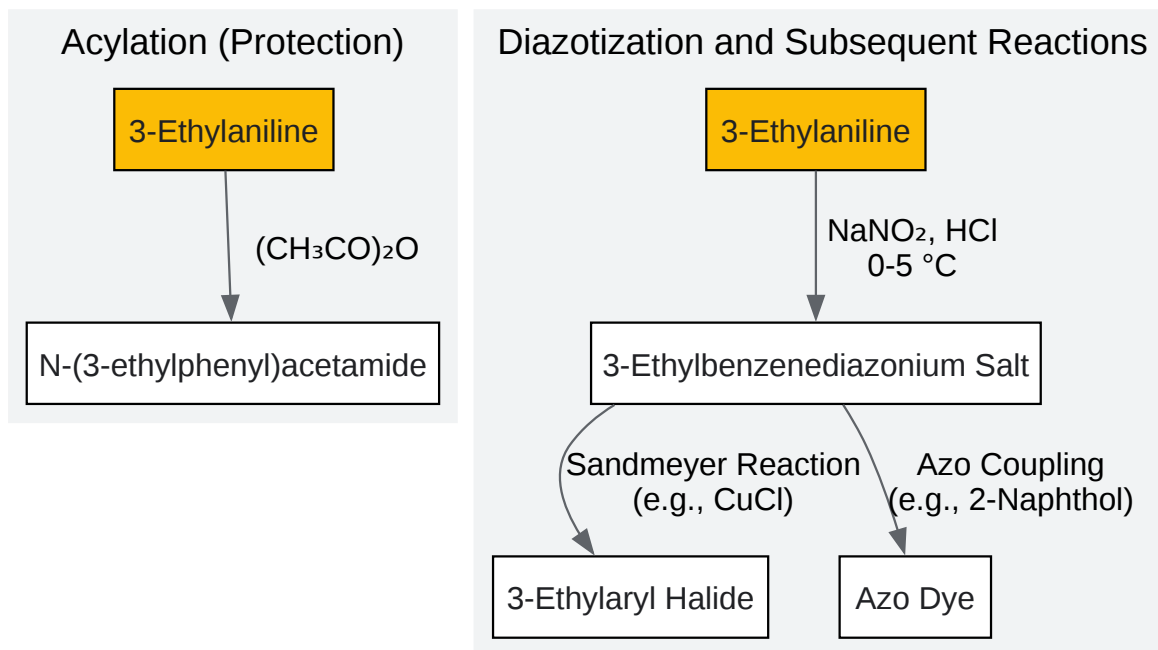 Acylation (Protection)
3-Ethylaniline
(CH₃CO)₂O
N-(3-ethylphenyl)acetamide
Diazotization and Subsequent Reactions
3-Ethylaniline
NaNO₂, HCl
0-5 °C
3-Ethylbenzenediazonium Salt
Sandmeyer Reaction
(e.g., CuCl)
Azo Coupling
(e.g., 2-Naphthol)
3-Ethylaryl Halide
Azo Dye